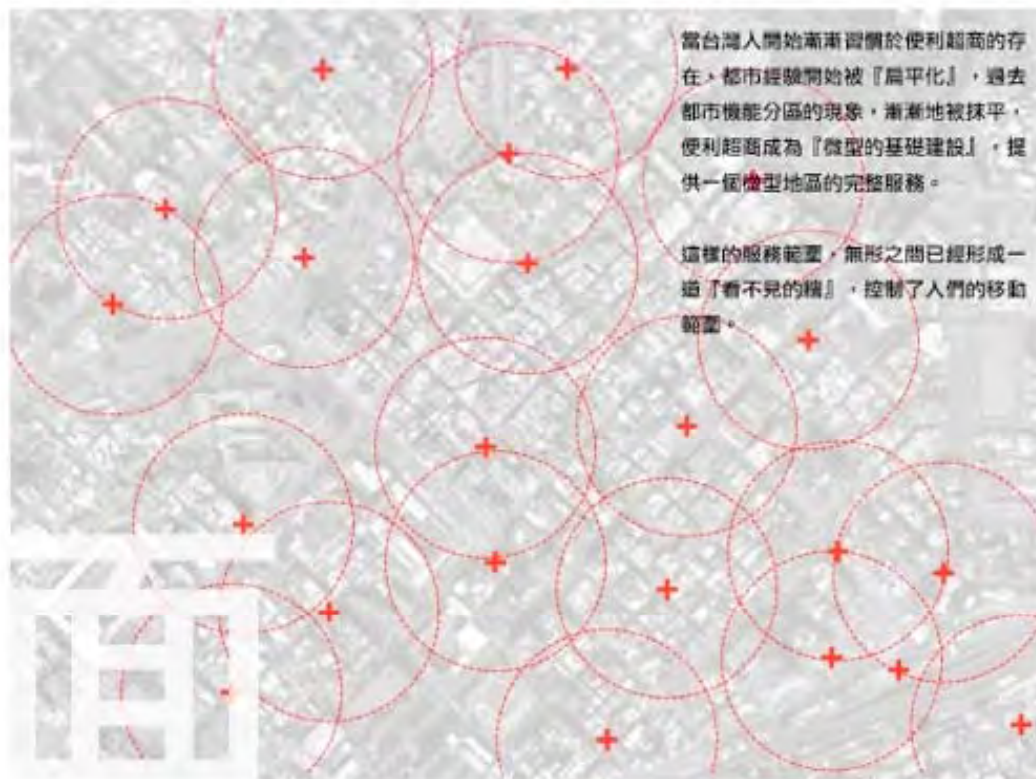 當台灣人開始漸漸習慣於便利超商的存
在，都市經驗開始被『扁平化』，過去
都市機能分區的現象，漸漸地被抹平，
便利超商成為『微型的基礎建設』，提
供一個微型地區的完整服務。
這樣的服務範圍，無形之間已經形成一
道『看不見的牆』，控制了人們的移動
範圍。